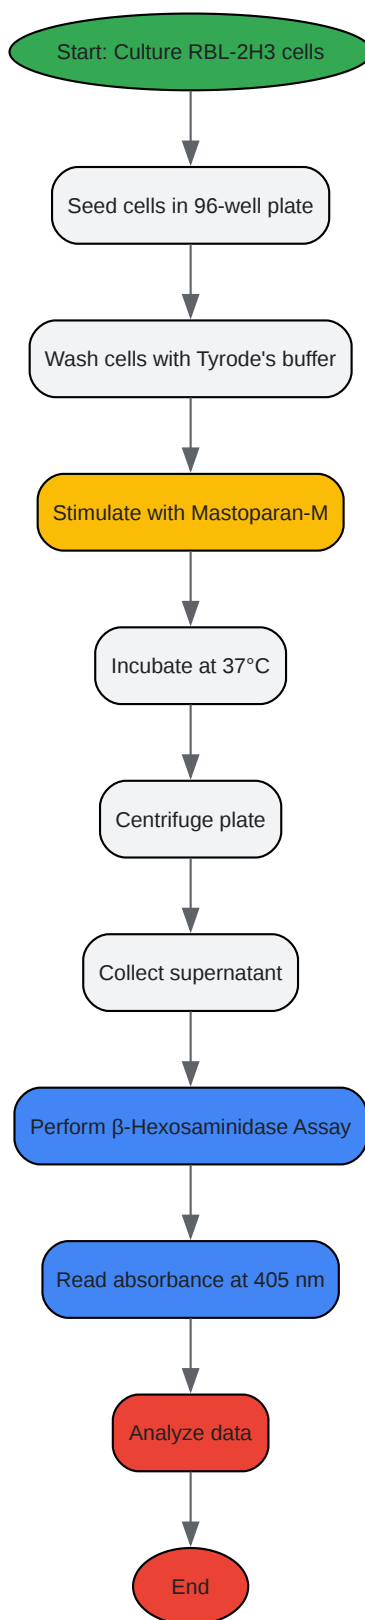 Start: Culture RBL-2H3 cells
Seed cells in 96-well plate
Wash cells with Tyrode's buffer
Stimulate with Mastoparan-M
Incubate at 37°C
Centrifuge plate
Collect supernatant
Perform β-Hexosaminidase Assay
Read absorbance at 405 nm
Analyze data
End